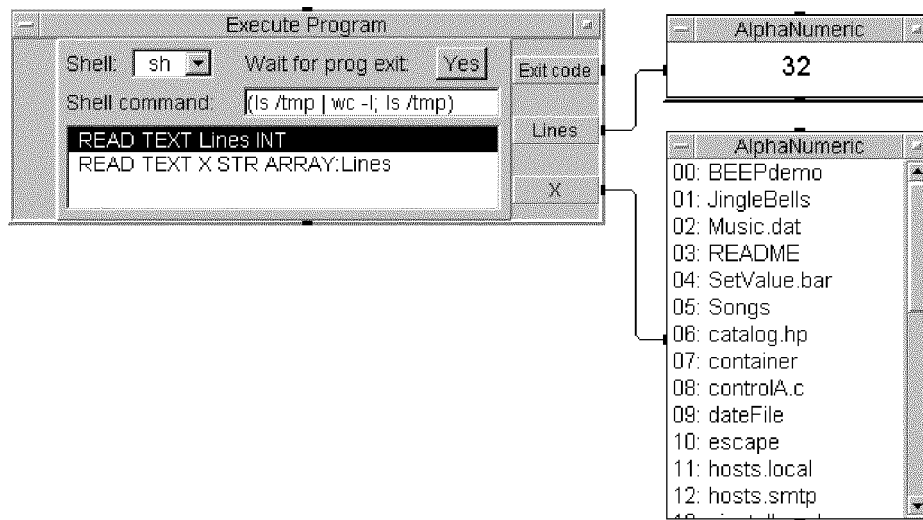 Execute Program
Shell: sh Wait for prog exit: Yes
Shell command: (ls /tmp | wc -l; ls /tmp)
READ TEXT Lines INT
READ TEXT X STR ARRAY:Lines
Exit code
Lines
X
AlphaNumeric
32
AlphaNumeric
00: BEEPdemo
01: JingleBells
02: Music.dat
03: README
04: SetValue.bar
05: Songs
06: catalog.hp
07: container
08: controlA.c
09: dateFile
10: escape
11: hosts.local
12: hosts.smtp